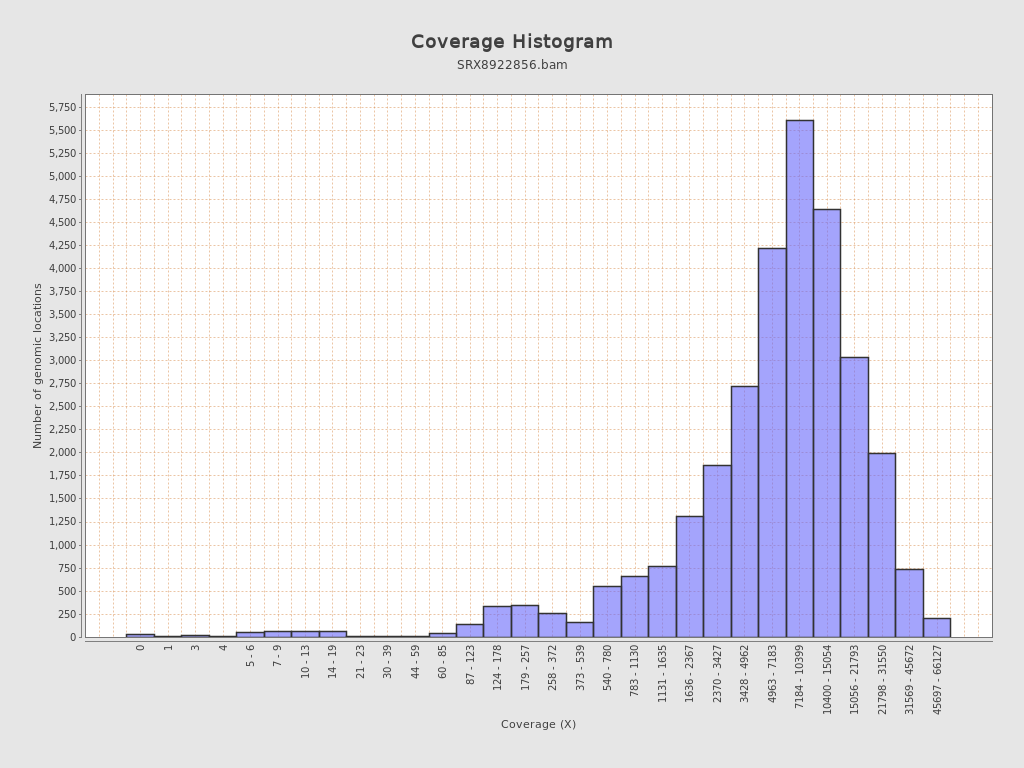 Coverage Histogram
SRX8922856.bam
Number of genomic locations
5,750
5,500
5,250
5,000
4,750
4,500
4,250
4,000
3,750
3,500
3,250
3,000
2,750
2,500
2,250
2,000
1,750
1,500
1,250
1,000
750
500
250
0
0
1
3
4
5 - 6
7 - 9
10 - 13
14 - 19
21 - 23
30 - 39
44 - 59
60 - 85
87 - 123
124 - 178
179 - 257
258 - 372
373 - 539
540 - 780
783 - 1130
1131 - 1635
1636 - 2367
2370 - 3427
3428 - 4962
4963 - 7183
7184 - 10399
10400 - 15054
15056 - 21793
21798 - 31550
31569 - 45672
45697 - 66127
Coverage (X)